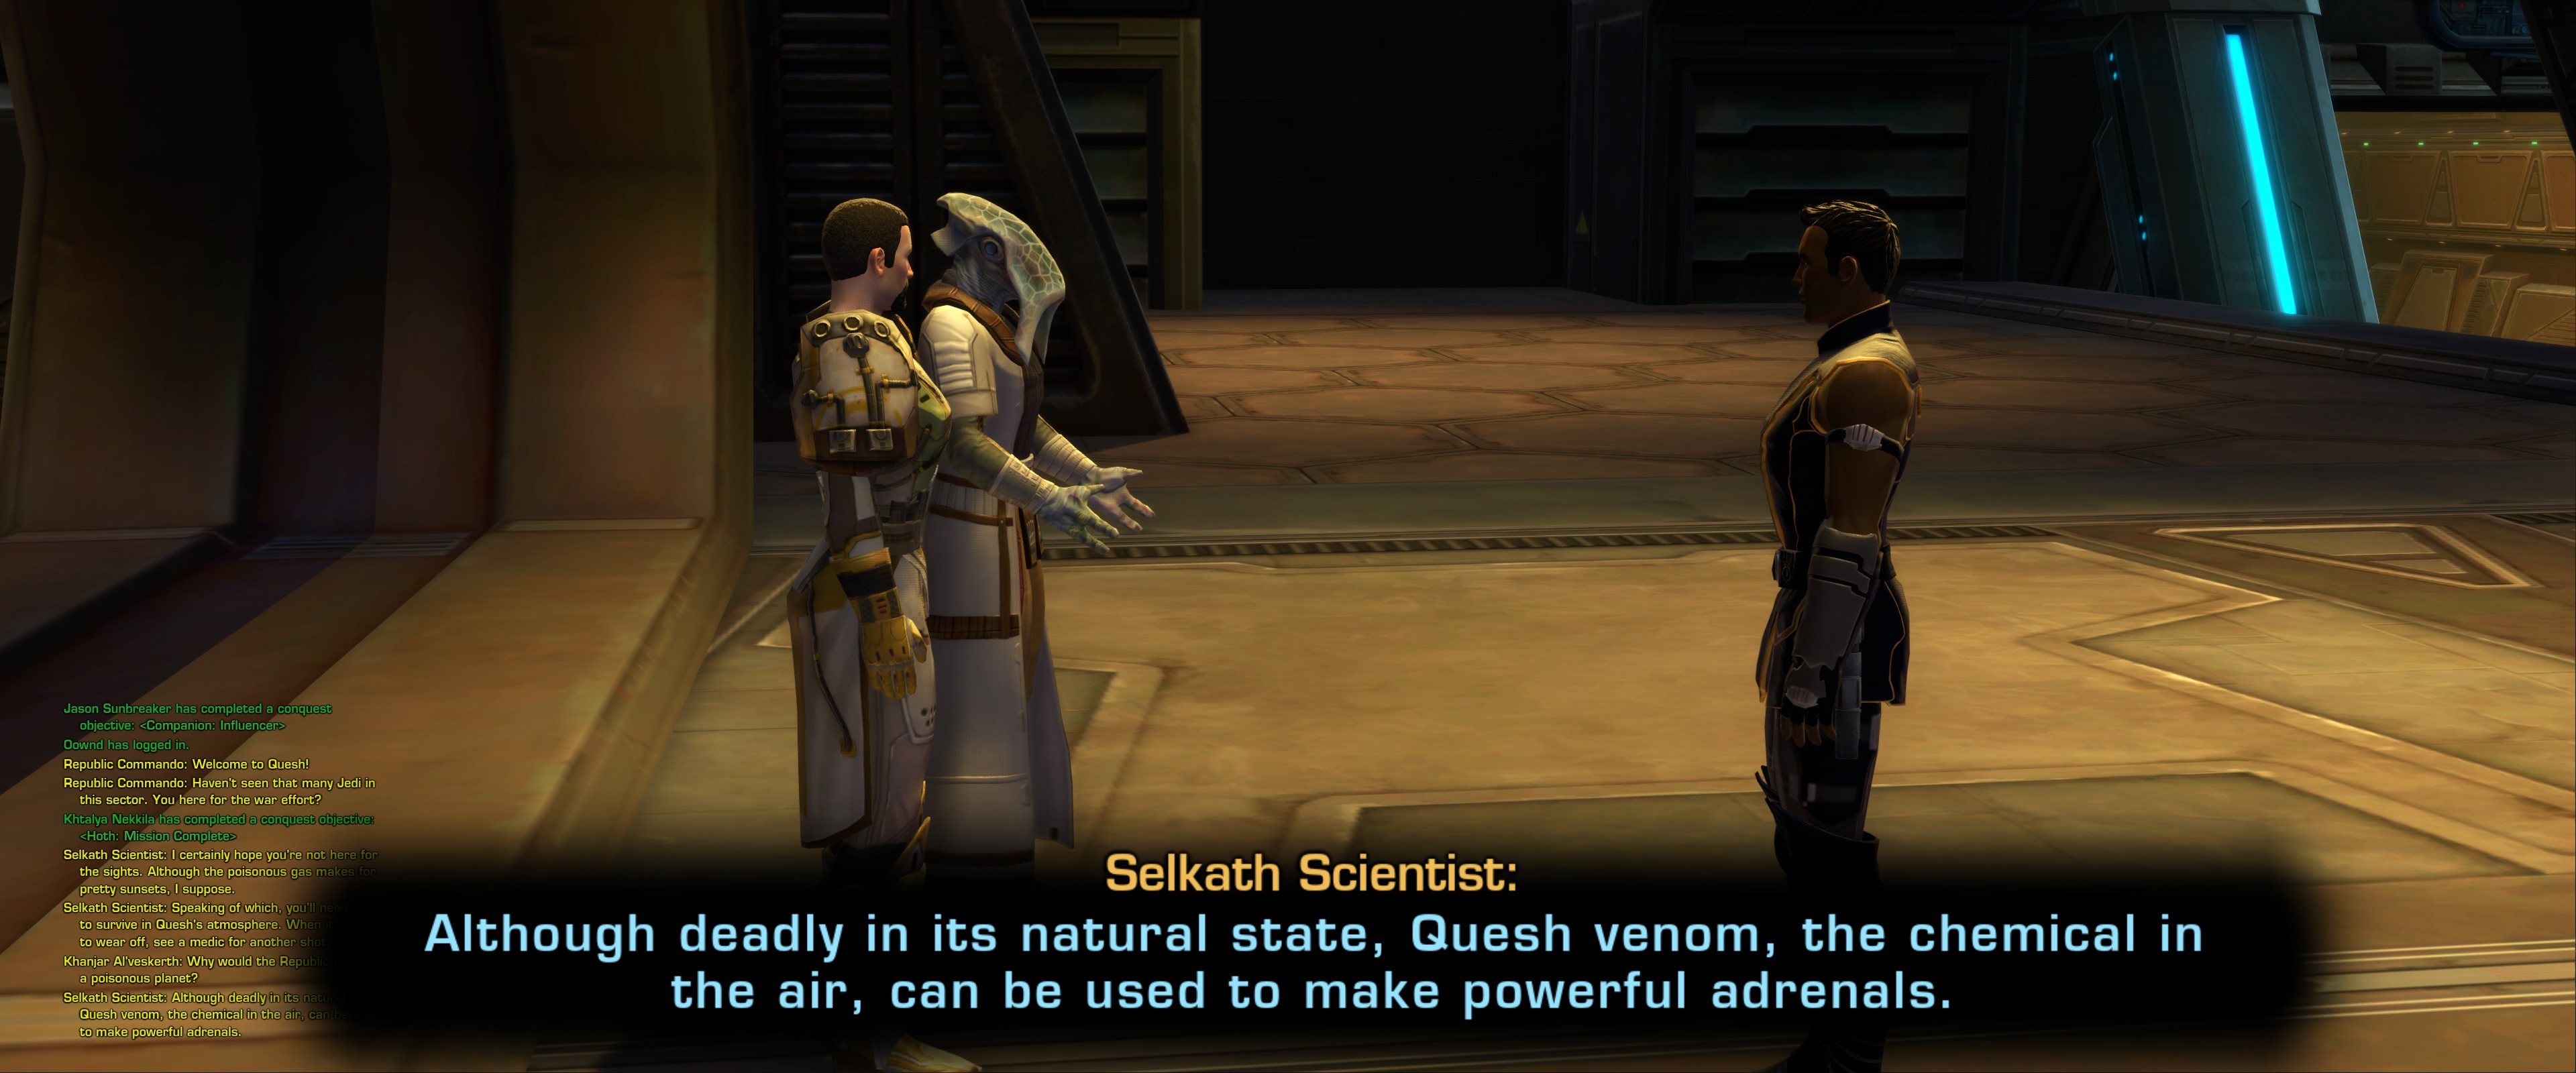 Jason Sunbreaker has completed a conquest
objective: <Companion: Influencer>
Oownd has logged in.
Republic Commando: Welcome to Quesh!
Republic Commando: Haven't seen that many Jedi in
this sector. You here for the war effort?
Khtalya Nekkila has completed a conquest objective:
<Hoth: Mission Complete>
Selkath Scientist: I certainly hope you're not here for
the sights. Although the poisonous gas makes for
pretty sunsets, I suppose.
Selkath Scientist: Speaking of which, you'll
to survive in Quesh's atmosphere. When
to wear off, see a medic for another shot
Khanjar Al'veskerth: Why would the Republic
a poisonous planet?
Selkath Scientist: Although deadly in its natural
Quesh venom, the chemical in the air, can be
to make powerful adrenals.
Selkath Scientist:
Although deadly in its natural state, Quesh venom, the chemical in
the air, can be used to make powerful adrenals.